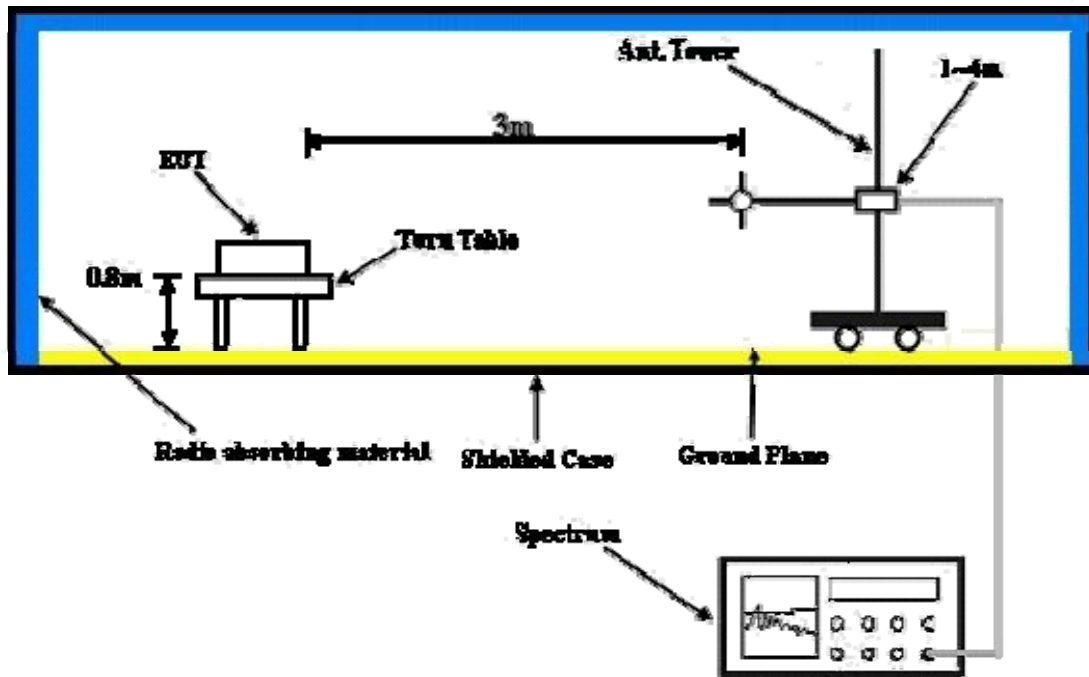 Ant. Tower
1~4m
3m
EUT
Turn Table
0.8m
Radio absorbing material
Shielded Case
Ground Plane
Spectrum